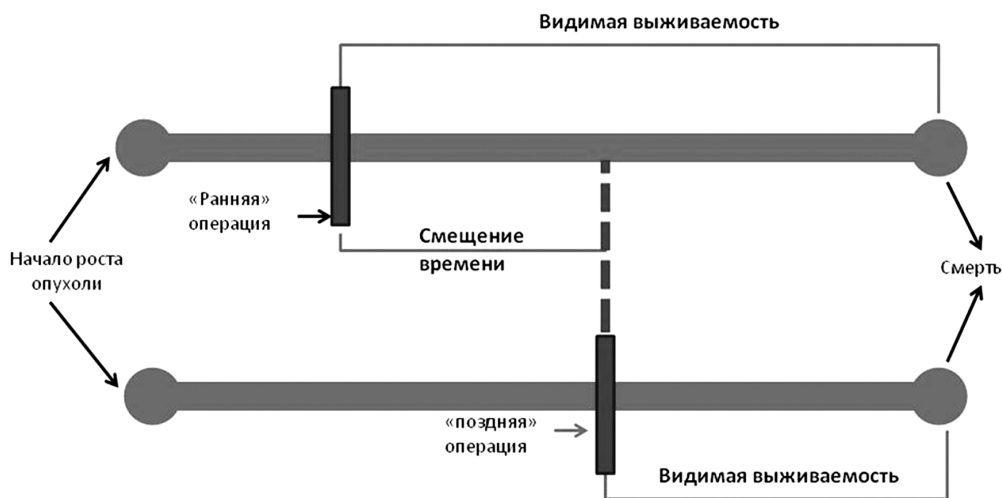 Видимая выживаемость
«Ранняя»
операция
Смещение
времени
Начало роста
опухоли
Смерть
«поздняя»
операция
Видимая выживаемость